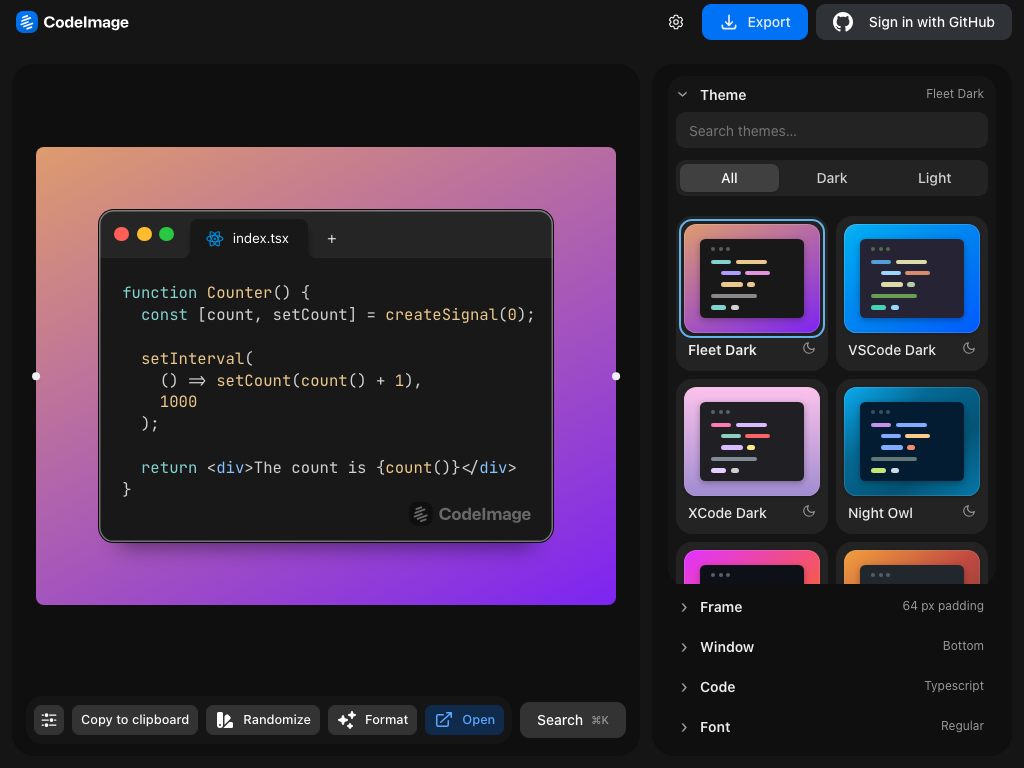 CodeImage
Export
Sign in with GitHub
Theme
Fleet Dark
Search themes...
All
Dark
Light
index.tsx
+
function Counter() {
  const [count, setCount] = createSignal(0);
  setInterval(
    () => setCount(count() + 1),
    1000
  );
  return <div>The count is {count()}</div>
}
CodeImage
Fleet Dark
VSCode Dark
XCode Dark
Night Owl
Frame
64 px padding
Window
Bottom
Code
Typescript
Font
Regular
Copy to clipboard
Randomize
Format
Open
Search ⌘K